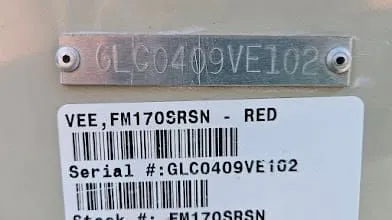 GLC0409VE102
VEE,FM170SRSN - RED
Serial #:GLC0409VE102
Stock #: FM170SRSN